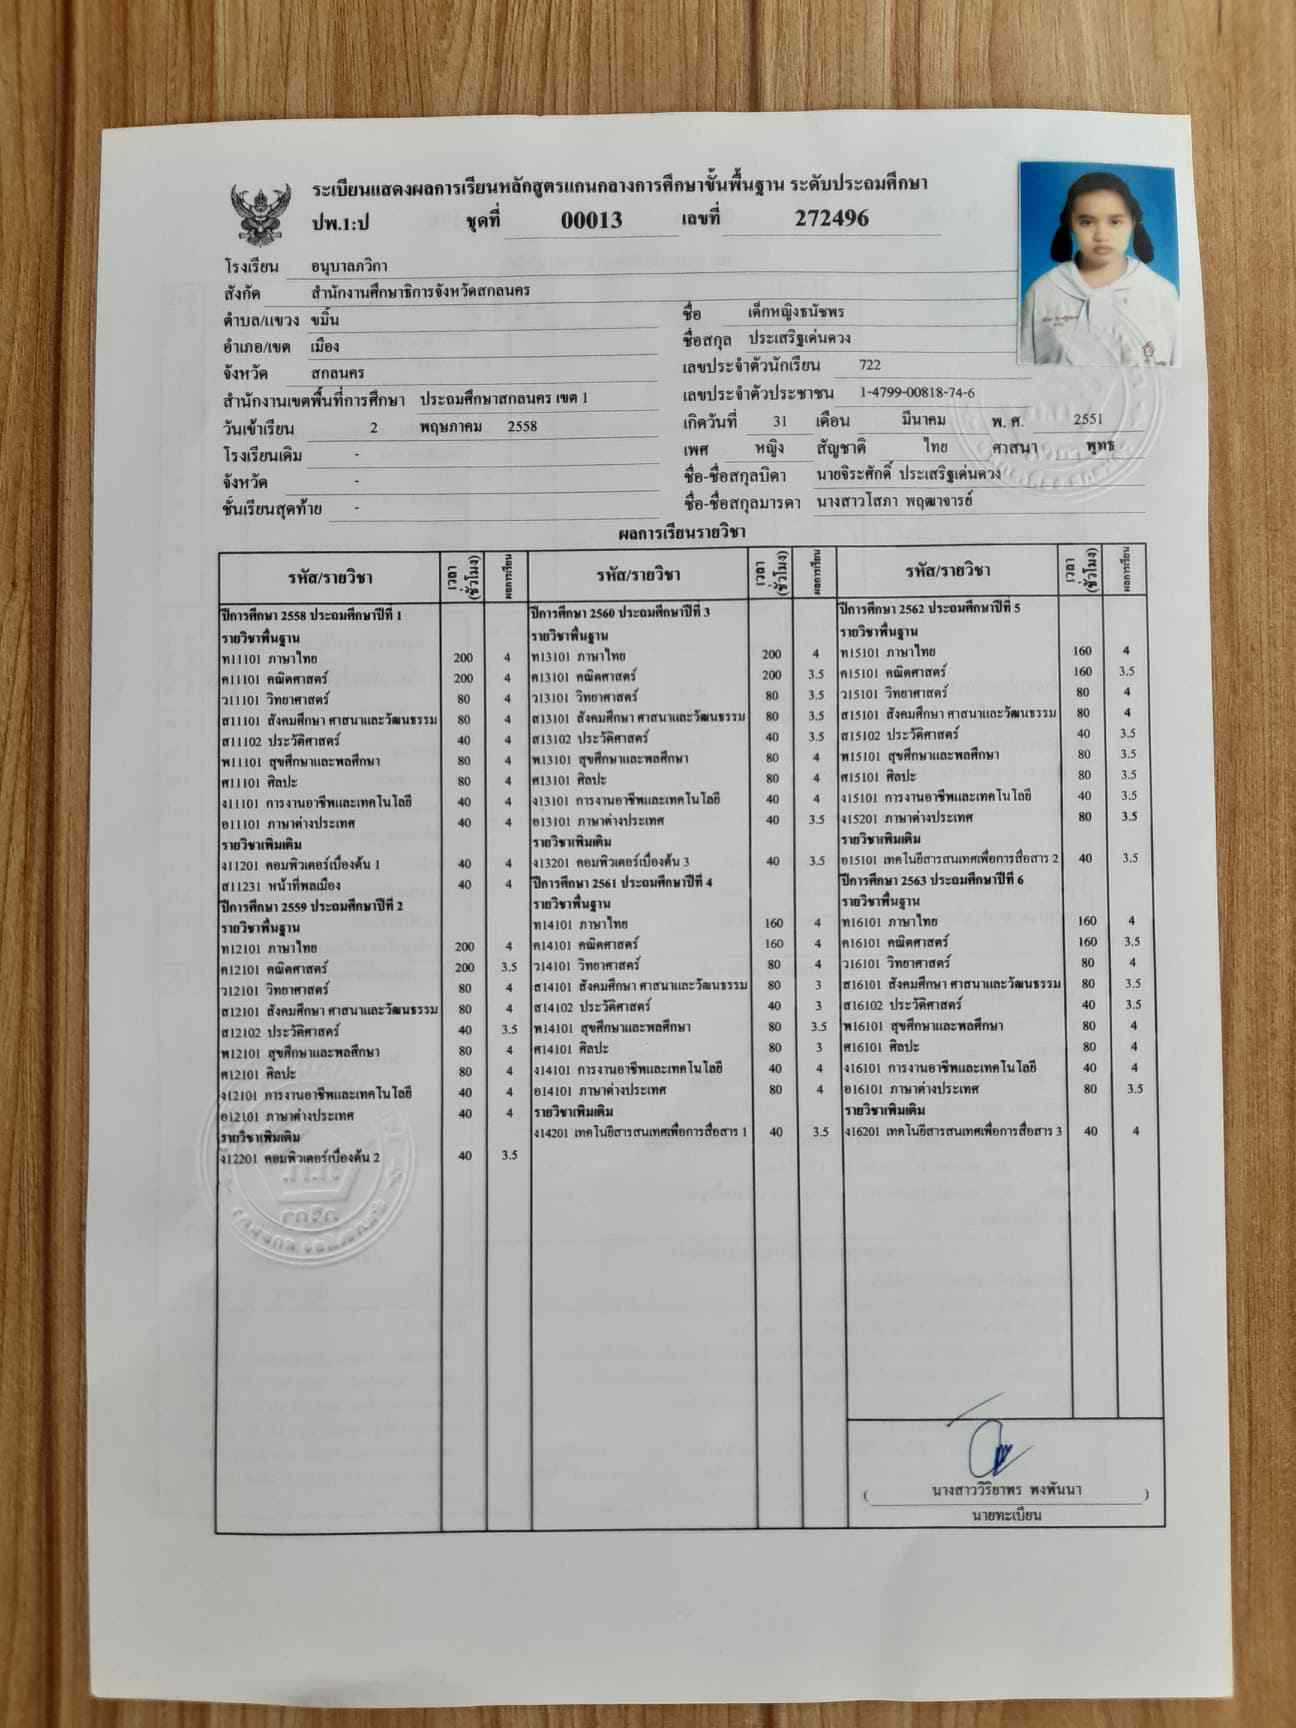 ระเบียนแสดงผลการเรียนหลักสูตรแกนกลางการศึกษาขั้นพื้นฐาน ระดับประถมศึกษา
ปพ.1:ป ชุดที่ 00013 เลขที่ 272496
โรงเรียน อนุบาลภวิกา
สังกัด สำนักงานศึกษาธิการจังหวัดสกลนคร
ตำบล/แขวง ขมิ้น
อำเภอ/เขต เมือง
จังหวัด สกลนคร
สำนักงานเขตพื้นที่การศึกษา ประถมศึกษาสกลนคร เขต 1
วันเข้าเรียน 2 พฤษภาคม 2558
โรงเรียนเดิม -
จังหวัด -
ชั้นเรียนสุดท้าย -
ชื่อ เด็กหญิงธนัชพร
ชื่อสกุล ประเสริฐเด่นดวง
เลขประจำตัวนักเรียน 722
เลขประจำตัวประชาชน 1-4799-00818-74-6
เกิดวันที่ 31 เดือน มีนาคม พ. ศ. 2551
เพศ หญิง สัญชาติ ไทย ศาสนา พุทธ
ชื่อ-ชื่อสกุลบิดา นายจิระศักดิ์ ประเสริฐเด่นดวง
ชื่อ-ชื่อสกุลมารดา นางสาวโสภา พฤฒาจารย์
ผลการเรียนรายวิชา
รหัส/รายวิชา เวลา (ชั่วโมง) ผลการเรียน
ปีการศึกษา 2558 ประถมศึกษาปีที่ 1
รายวิชาพื้นฐาน
ท11101 ภาษาไทย 200 4
ค11101 คณิตศาสตร์ 200 4
ว11101 วิทยาศาสตร์ 80 4
ส11101 สังคมศึกษา ศาสนาและวัฒนธรรม 80 4
ส11102 ประวัติศาสตร์ 40 4
พ11101 สุขศึกษาและพลศึกษา 80 4
ศ11101 ศิลปะ 80 4
ง11101 การงานอาชีพและเทคโนโลยี 40 4
อ11101 ภาษาต่างประเทศ 40 4
รายวิชาเพิ่มเติม
ง11201 คอมพิวเตอร์เบื้องต้น 1 40 4
ส11231 หน้าที่พลเมือง 40 4
ปีการศึกษา 2559 ประถมศึกษาปีที่ 2
รายวิชาพื้นฐาน
ท12101 ภาษาไทย 200 4
ค12101 คณิตศาสตร์ 200 3.5
ว12101 วิทยาศาสตร์ 80 4
ส12101 สังคมศึกษา ศาสนาและวัฒนธรรม 80 4
ส12102 ประวัติศาสตร์ 40 3.5
พ12101 สุขศึกษาและพลศึกษา 80 4
ศ12101 ศิลปะ 80 4
ง12101 การงานอาชีพและเทคโนโลยี 40 4
อ12101 ภาษาต่างประเทศ 40 4
รายวิชาเพิ่มเติม
ง12201 คอมพิวเตอร์เบื้องต้น 2 40 3.5
รหัส/รายวิชา เวลา (ชั่วโมง) ผลการเรียน
ปีการศึกษา 2560 ประถมศึกษาปีที่ 3
รายวิชาพื้นฐาน
ท13101 ภาษาไทย 200 4
ค13101 คณิตศาสตร์ 200 3.5
ว13101 วิทยาศาสตร์ 80 3.5
ส13101 สังคมศึกษา ศาสนาและวัฒนธรรม 80 3.5
ส13102 ประวัติศาสตร์ 40 3.5
พ13101 สุขศึกษาและพลศึกษา 80 4
ศ13101 ศิลปะ 80 4
ง13101 การงานอาชีพและเทคโนโลยี 40 4
อ13101 ภาษาต่างประเทศ 40 3.5
รายวิชาเพิ่มเติม
ง13201 คอมพิวเตอร์เบื้องต้น 3 40 3.5
ปีการศึกษา 2561 ประถมศึกษาปีที่ 4
รายวิชาพื้นฐาน
ท14101 ภาษาไทย 160 4
ค14101 คณิตศาสตร์ 160 4
ว14101 วิทยาศาสตร์ 80 4
ส14101 สังคมศึกษา ศาสนาและวัฒนธรรม 80 3
ส14102 ประวัติศาสตร์ 40 3
พ14101 สุขศึกษาและพลศึกษา 80 3.5
ศ14101 ศิลปะ 80 3
ง14101 การงานอาชีพและเทคโนโลยี 40 4
อ14101 ภาษาต่างประเทศ 80 4
รายวิชาเพิ่มเติม
ง14201 เทคโนยีสารสนเทศเพื่อการสื่อสาร 1 40 3.5
รหัส/รายวิชา เวลา (ชั่วโมง) ผลการเรียน
ปีการศึกษา 2562 ประถมศึกษาปีที่ 5
รายวิชาพื้นฐาน
ท15101 ภาษาไทย 160 4
ค15101 คณิตศาสตร์ 160 3.5
ว15101 วิทยาศาสตร์ 80 4
ส15101 สังคมศึกษา ศาสนาและวัฒนธรรม 80 4
ส15102 ประวัติศาสตร์ 40 3.5
พ15101 สุขศึกษาและพลศึกษา 80 3.5
ศ15101 ศิลปะ 80 3.5
ง15101 การงานอาชีพและเทคโนโลยี 40 3.5
ง15201 ภาษาต่างประเทศ 80 3.5
รายวิชาเพิ่มเติม
อ15101 เทคโนยีสารสนเทศเพื่อการสื่อสาร 2 40 3.5
ปีการศึกษา 2563 ประถมศึกษาปีที่ 6
รายวิชาพื้นฐาน
ท16101 ภาษาไทย 160 4
ค16101 คณิตศาสตร์ 160 3.5
ว16101 วิทยาศาสตร์ 80 4
ส16101 สังคมศึกษา ศาสนาและวัฒนธรรม 80 3.5
ส16102 ประวัติศาสตร์ 40 3.5
พ16101 สุขศึกษาและพลศึกษา 80 4
ศ16101 ศิลปะ 80 4
ง16101 การงานอาชีพและเทคโนโลยี 40 4
อ16101 ภาษาต่างประเทศ 80 3.5
รายวิชาเพิ่มเติม
ง16201 เทคโนยีสารสนเทศเพื่อการสื่อสาร 3 40 4
( นางสาววิริยาพร พงพันนา )
นายทะเบียน